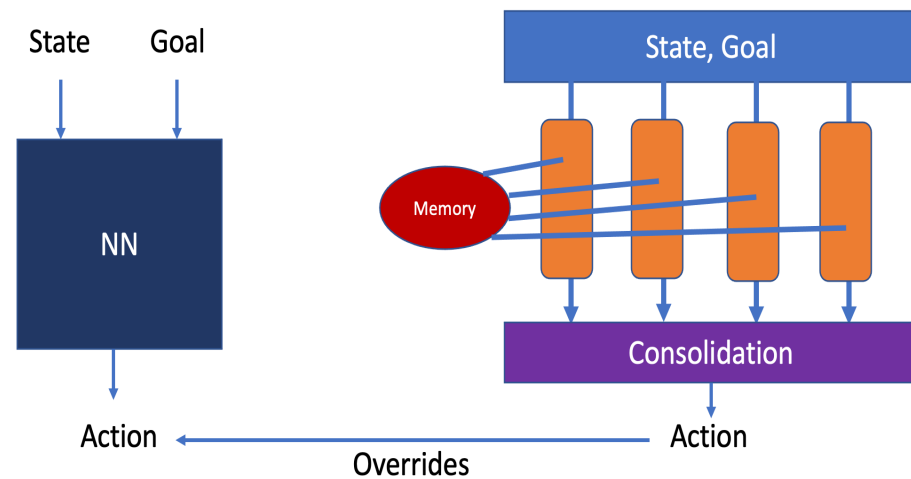 State
Goal
State, Goal
Memory
NN
Consolidation
Action
Action
Overrides